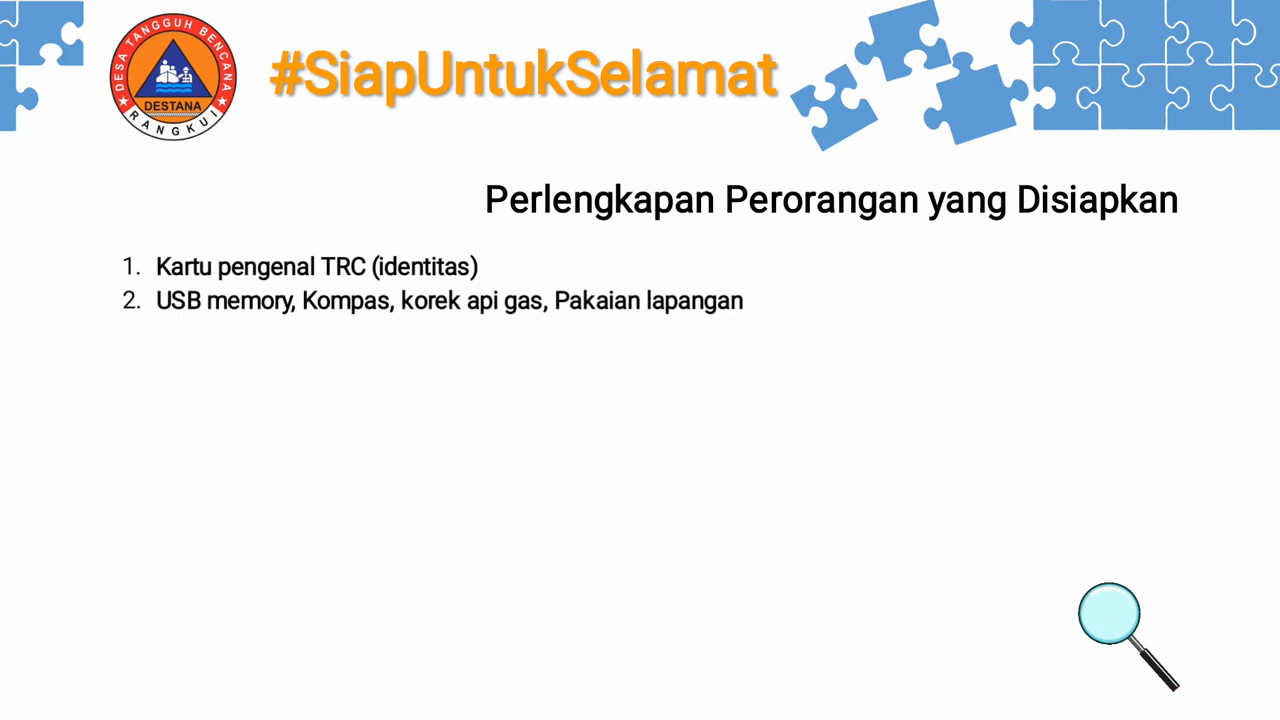 DESA TANGGUH BENCANA
DESTANA
RANGKUI
#SiapUntukSelamat
Perlengkapan Perorangan yang Disiapkan
1. Kartu pengenal TRC (identitas)
2. USB memory, Kompas, korek api gas, Pakaian lapangan